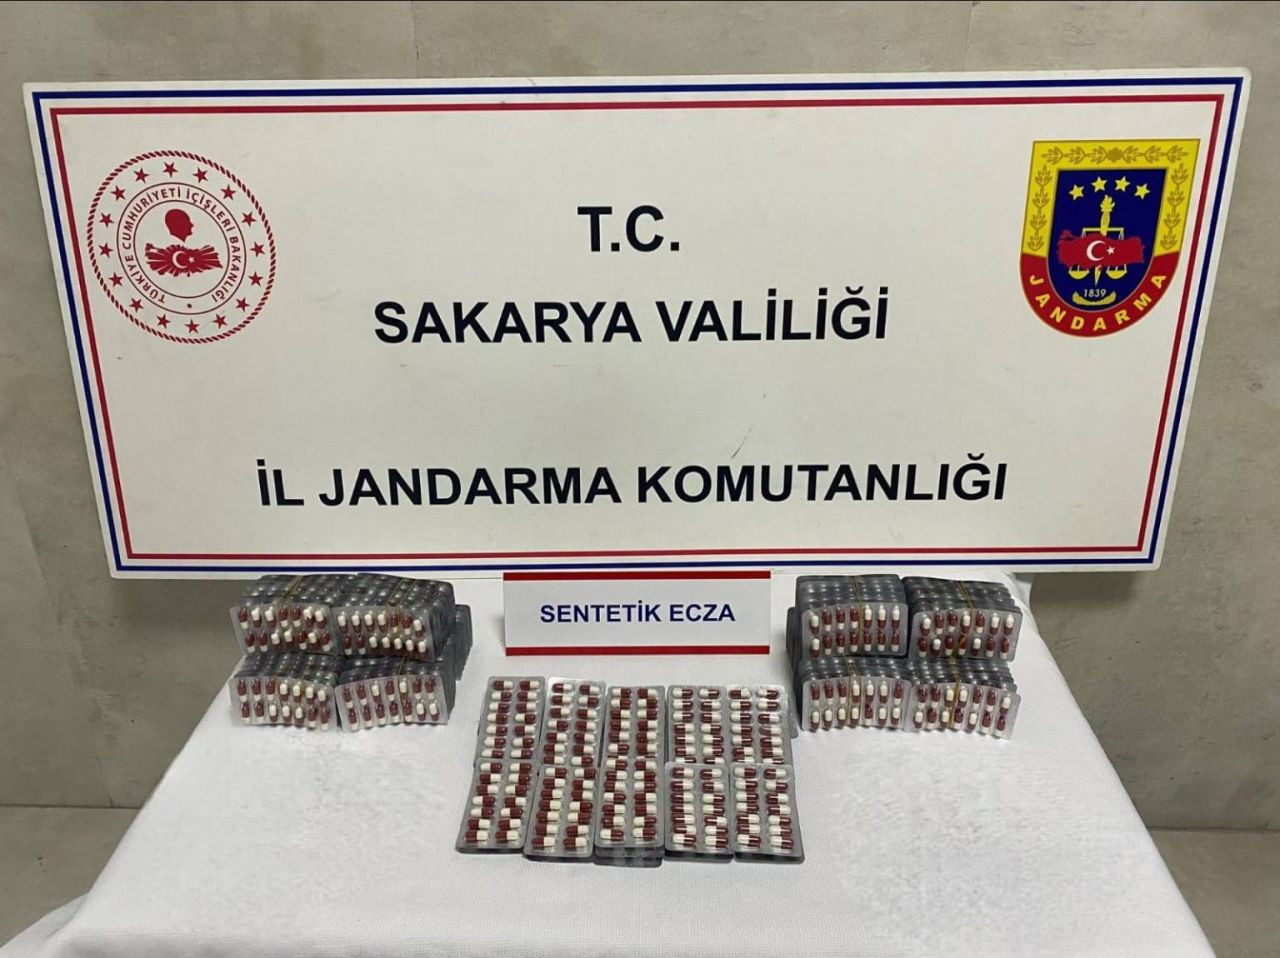 TÜRKİYE CUMHURİYETİ İÇİŞLERİ BAKANLIĞI
T.C.
SAKARYA VALİLİĞİ
İL JANDARMA KOMUTANLIĞI
1839
JANDARMA
SENTETİK ECZA